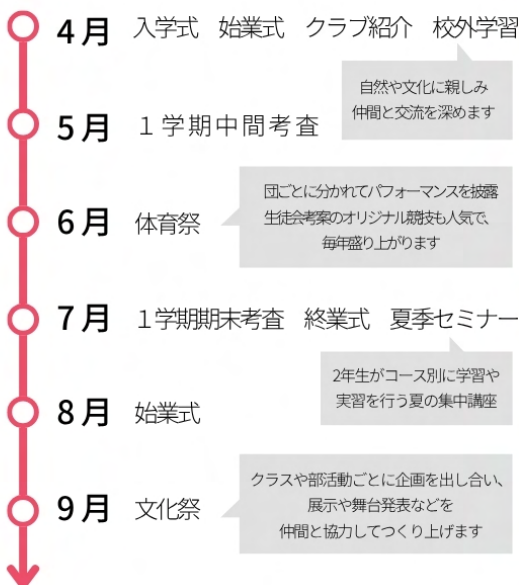 4月 入学式 始業式 クラブ紹介 校外学習
自然や文化に親しみ
仲間と交流を深めます
5月 1学期中間考査
団ごとに分かれてパフォーマンスを披露
生徒会考案のオリジナル競技も人気で、
毎年盛り上がります
6月 体育祭
7月 1学期期末考査 終業式 夏季セミナー
2年生がコース別に学習や
実習を行う夏の集中講座
8月 始業式
クラスや部活動ごとに企画を出し合い、
展示や舞台発表などを
仲間と協力してつくり上げます
9月 文化祭